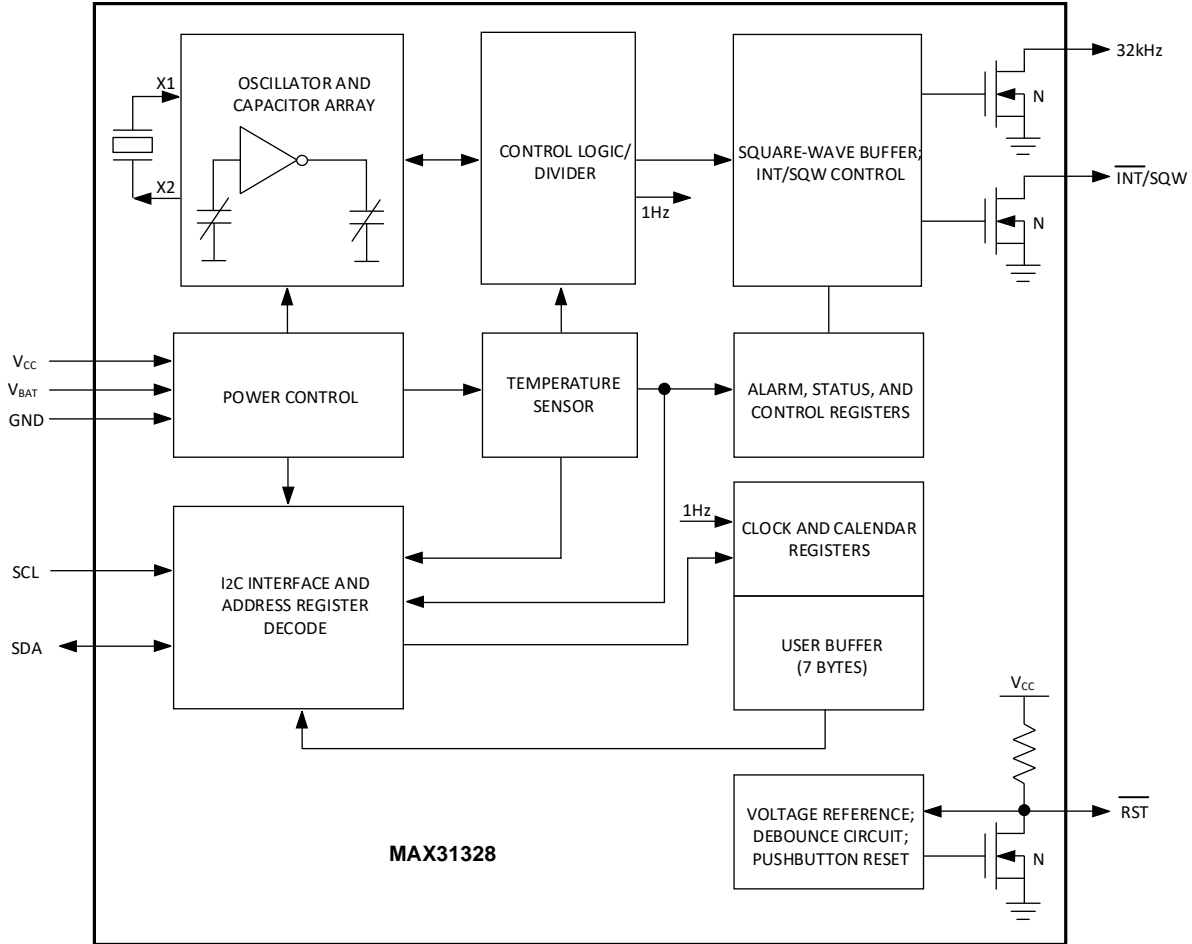 X1
X2
OSCILLATOR AND
CAPACITOR ARRAY
CONTROL LOGIC/
DIVIDER
1Hz
SQUARE-WAVE BUFFER;
INT/SQW CONTROL
N
32kHz
N
INT/SQW
VCC
VBAT
GND
POWER CONTROL
TEMPERATURE
SENSOR
ALARM, STATUS, AND
CONTROL REGISTERS
SCL
SDA
I2C INTERFACE AND
ADDRESS REGISTER
DECODE
1Hz
CLOCK AND CALENDAR
REGISTERS
USER BUFFER
(7 BYTES)
VCC
VOLTAGE REFERENCE;
DEBOUNCE CIRCUIT;
PUSHBUTTON RESET
N
RST
MAX31328